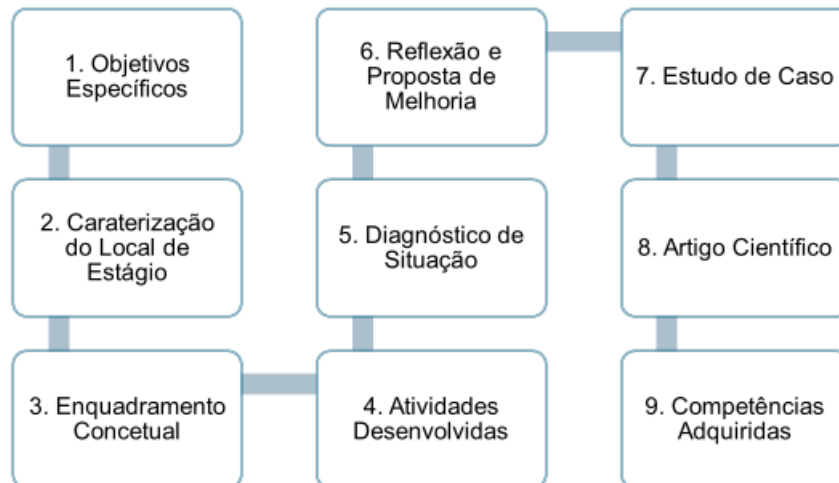 1. Objetivos
Específicos
2. Caraterização
do Local de
Estágio
3. Enquadramento
Concetual
4. Atividades
Desenvolvidas
5. Diagnóstico de
Situação
6. Reflexão e
Proposta de
Melhoria
7. Estudo de Caso
8. Artigo Científico
9. Competências
Adquiridas